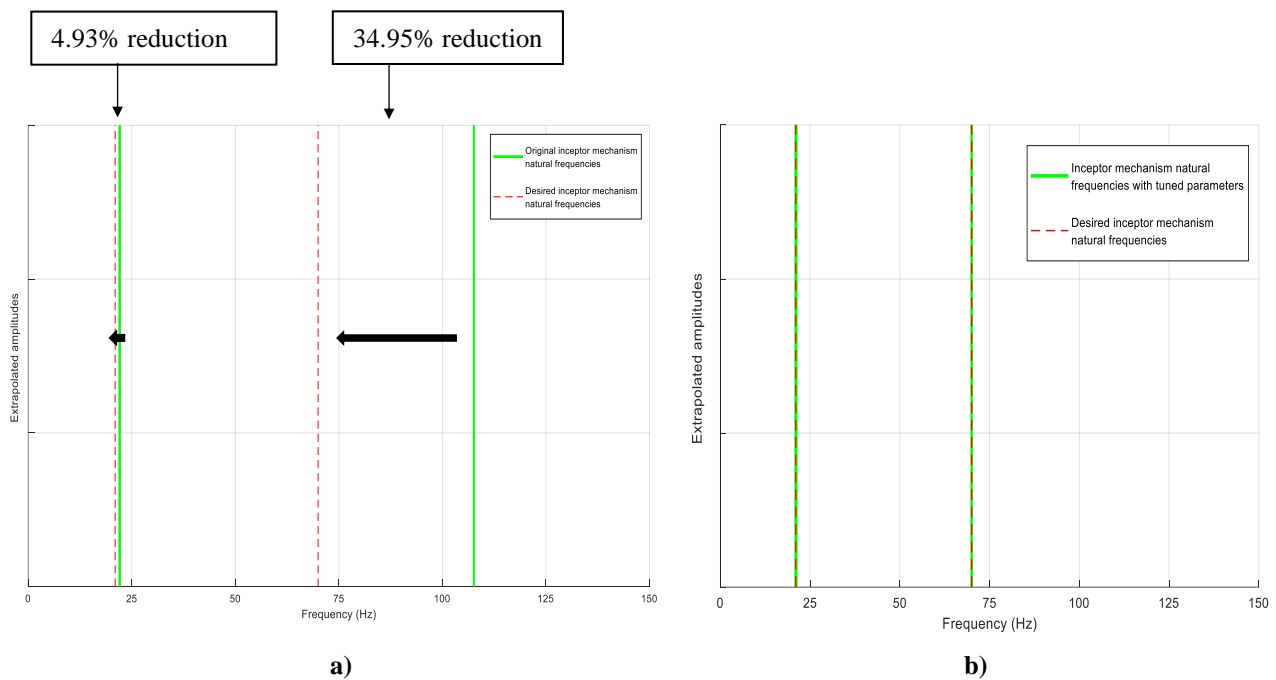 4.93% reduction
34.95% reduction
Original inceptor mechanism
natural frequencies
Desired inceptor mechanism
natural frequencies
Extrapolated amplitudes
0 25 50 75 100 125 150
Frequency (Hz)
a)
Inceptor mechanism natural
frequencies with tuned parameters
Desired inceptor mechanism
natural frequencies
Extrapolated amplitudes
0 25 50 75 100 125 150
Frequency (Hz)
b)